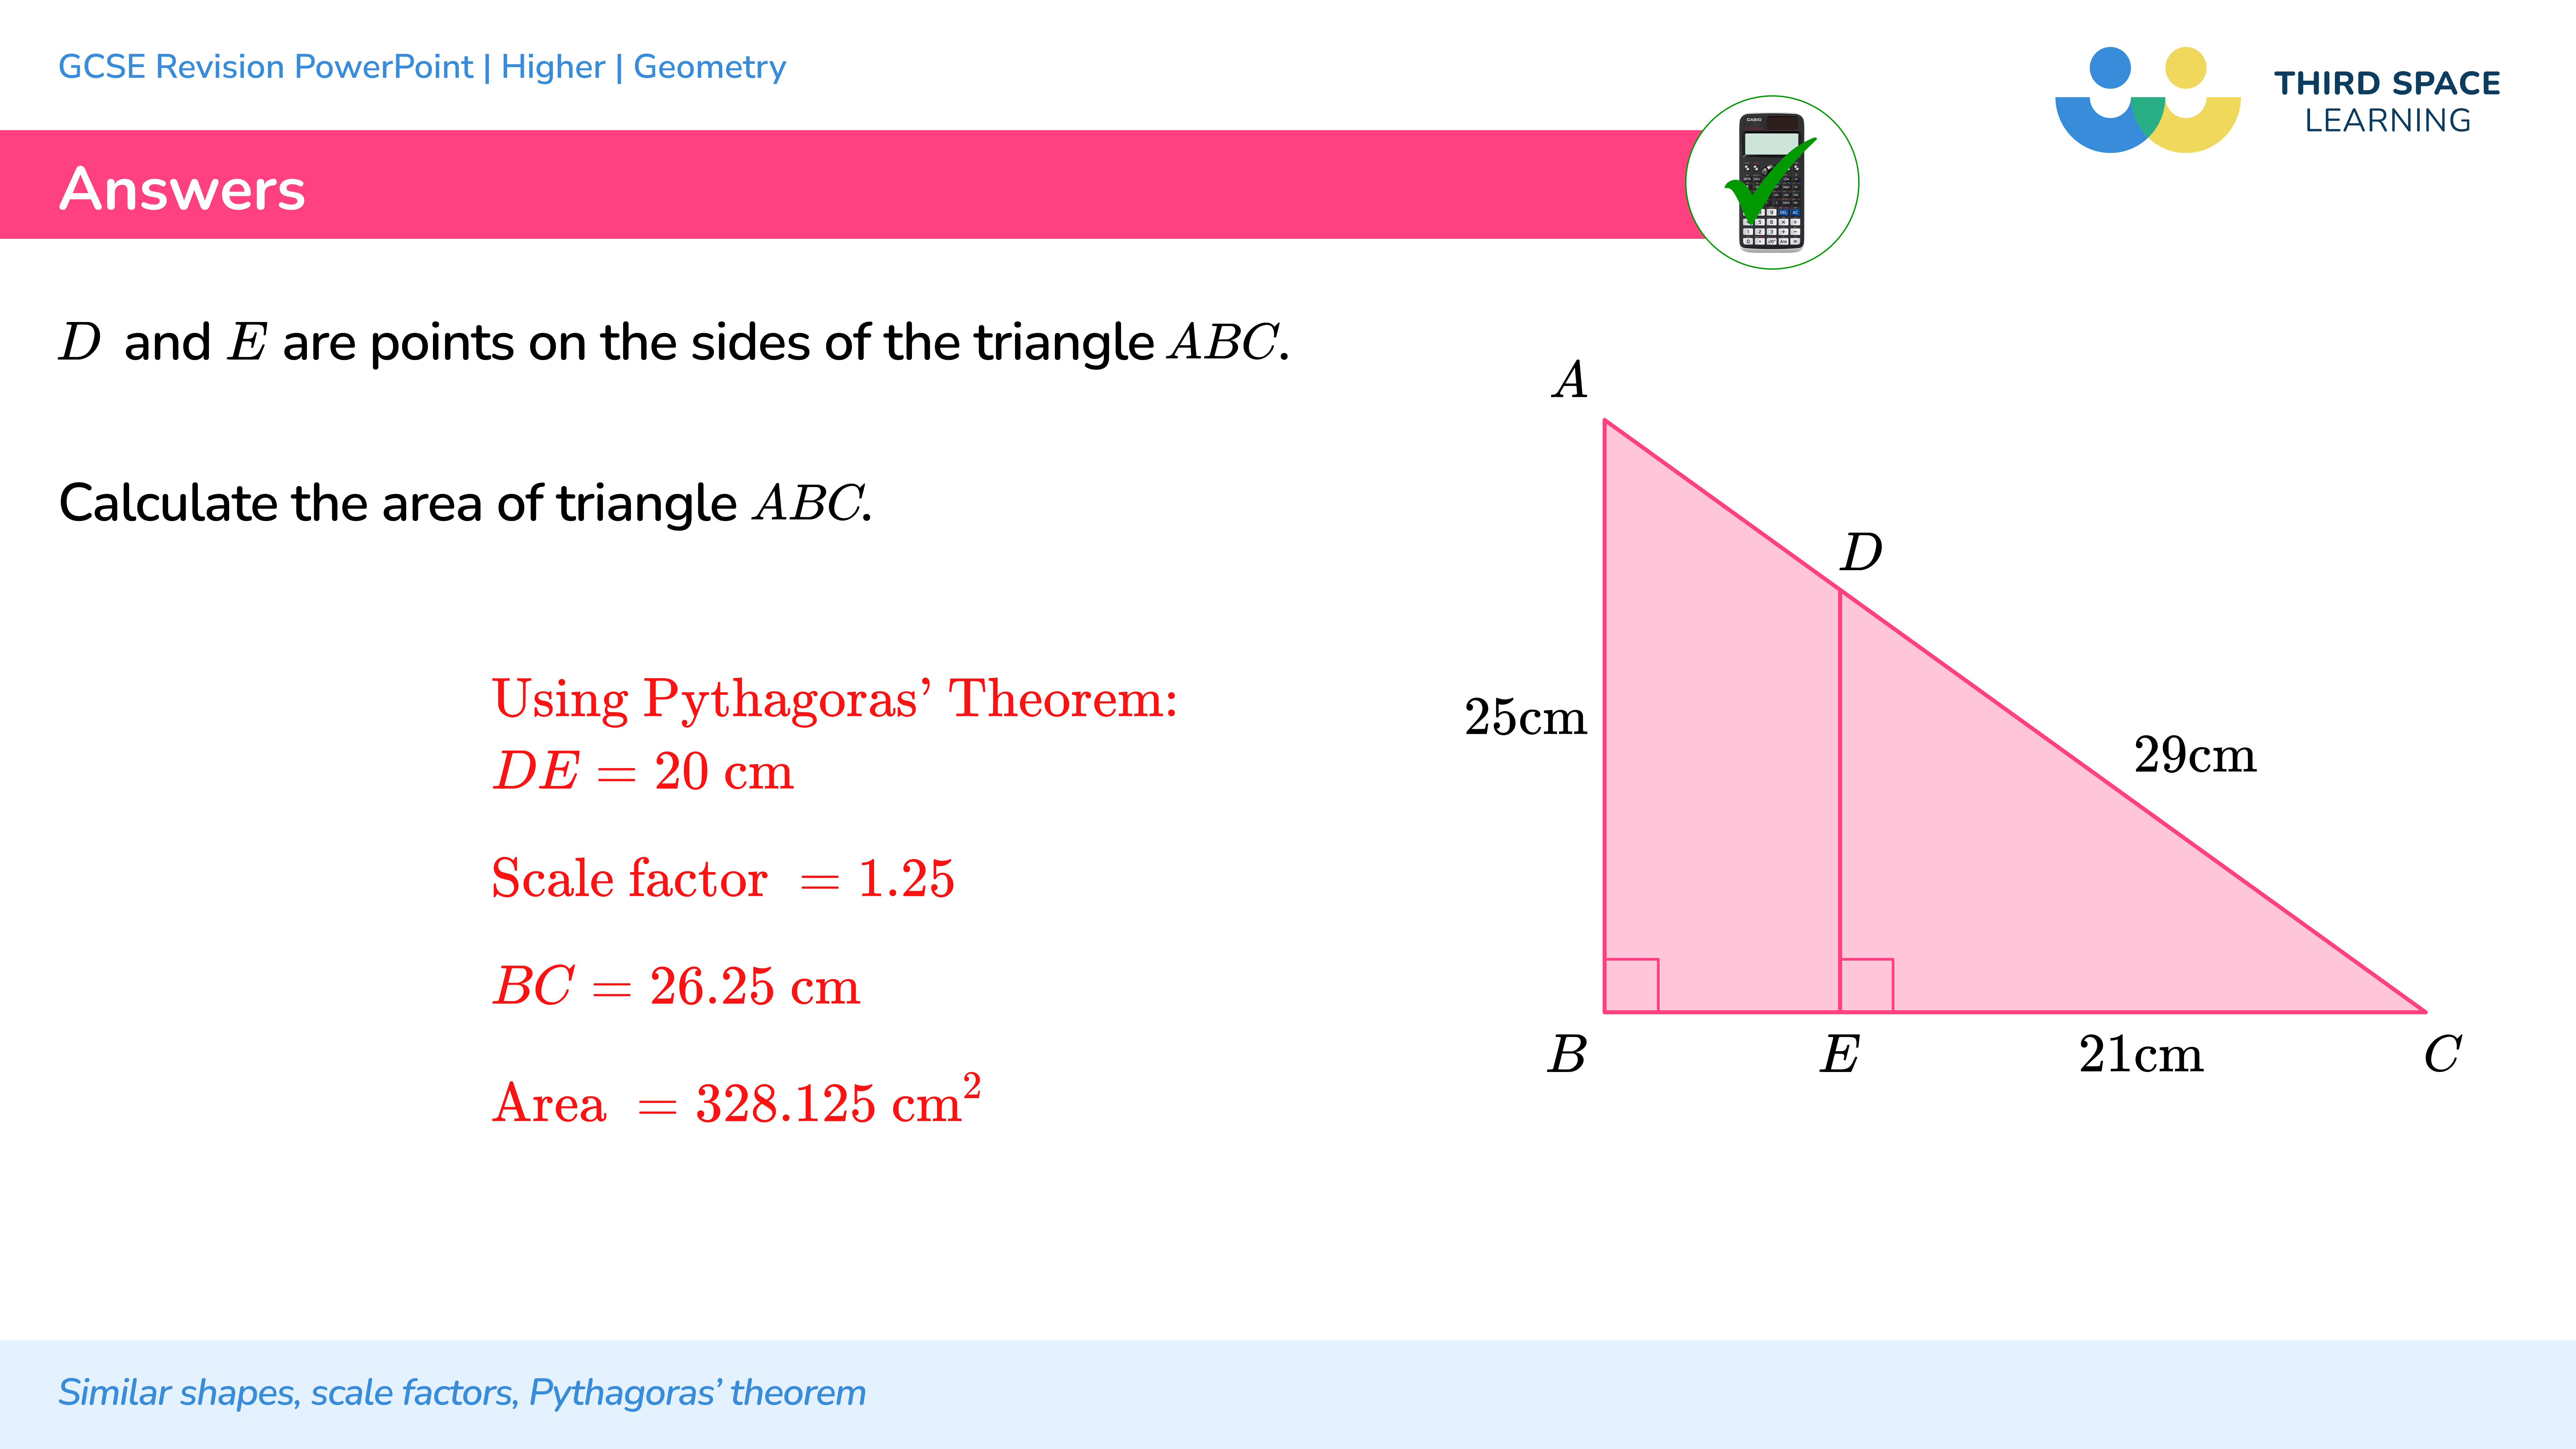 GCSE Revision PowerPoint | Higher | Geometry
THIRD SPACE
LEARNING
CASIO
Answers
D and E are points on the sides of the triangle ABC.
Calculate the area of triangle ABC.
Using Pythagoras’ Theorem:
DE = 20 cm
Scale factor = 1.25
BC = 26.25 cm
Area = 328.125 cm²
A
D
25cm
29cm
B
E
21cm
C
Similar shapes, scale factors, Pythagoras’ theorem